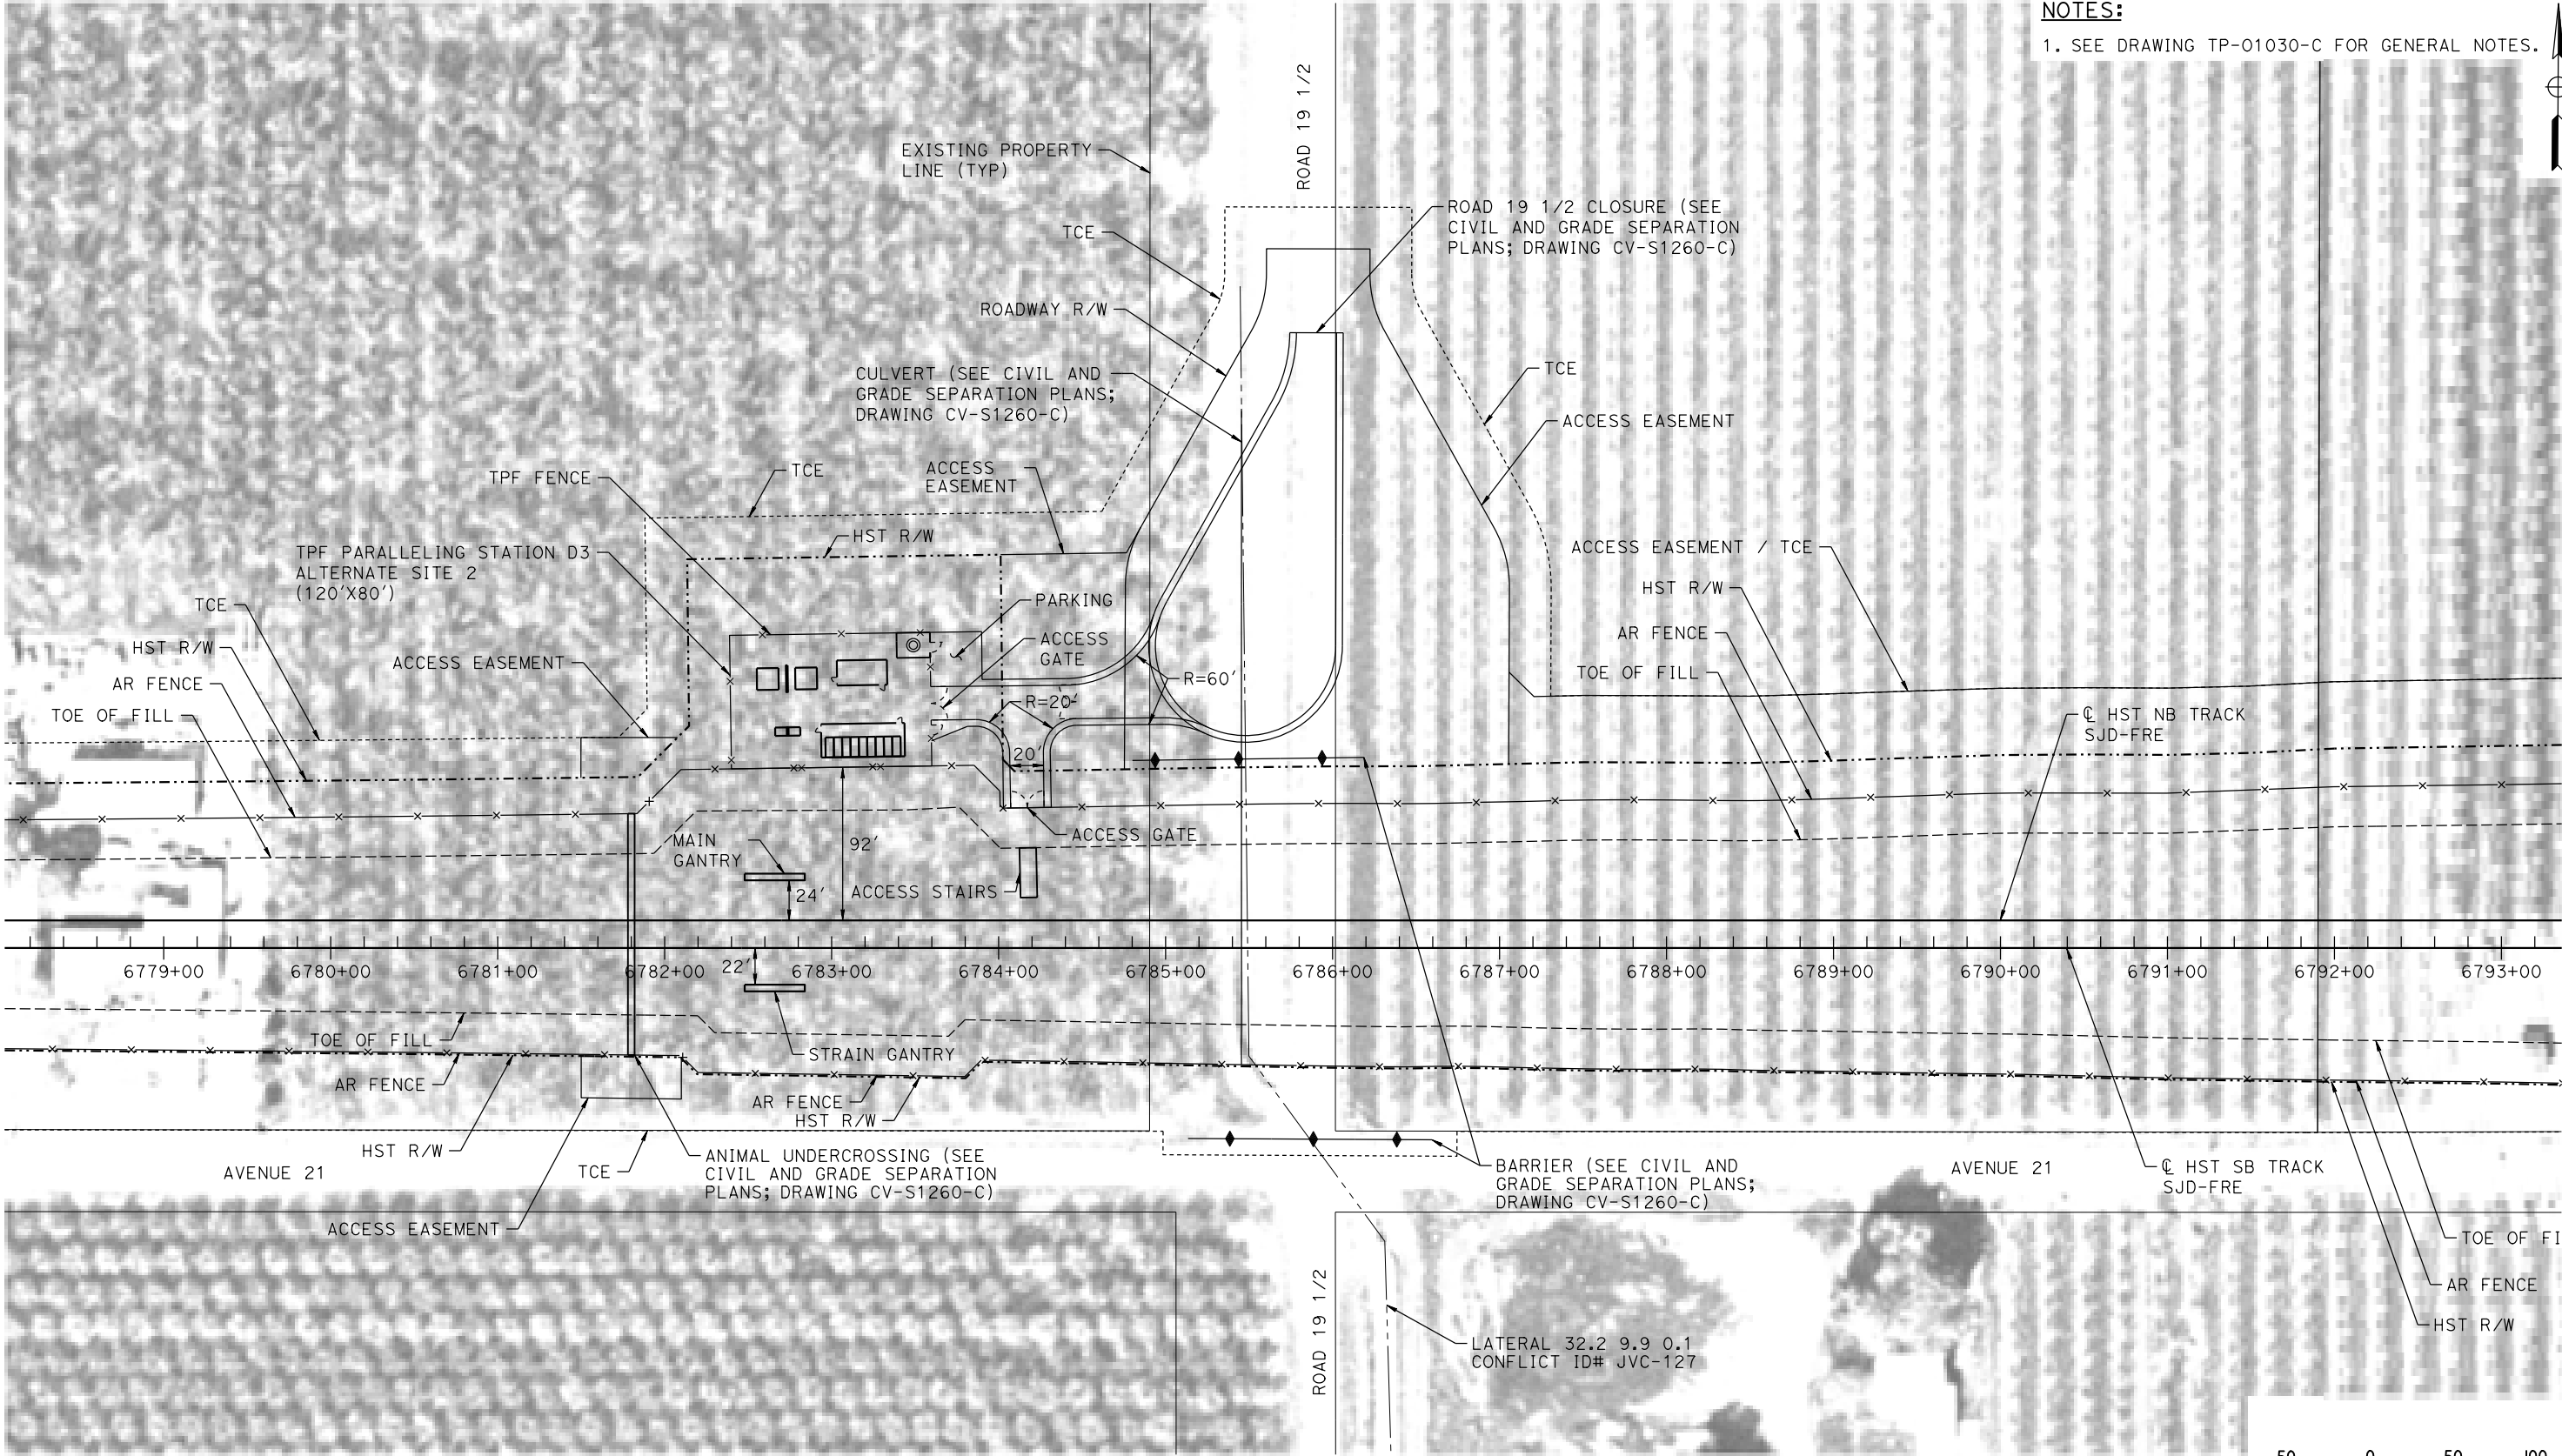 NOTES:
1. SEE DRAWING TP-01030-C FOR GENERAL NOTES.
ROAD 19 1/2
EXISTING PROPERTY
LINE (TYP)
TCE
ROAD 19 1/2 CLOSURE (SEE
CIVIL AND GRADE SEPARATION
PLANS; DRAWING CV-S1260-C)
ROADWAY R/W
CULVERT (SEE CIVIL AND
GRADE SEPARATION PLANS;
DRAWING CV-S1260-C)
TCE
ACCESS EASEMENT
TPF FENCE
TCE
ACCESS
EASEMENT
HST R/W
TPF PARALLELING STATION D3
ALTERNATE SITE 2
(120'X80')
ACCESS EASEMENT / TCE
HST R/W
AR FENCE
TOE OF FILL
TCE
HST R/W
AR FENCE
TOE OF FILL
ACCESS EASEMENT
PARKING
ACCESS
GATE
R=60'
R=20'
20'
℄ HST NB TRACK
SJD-FRE
MAIN
GANTRY
92'
ACCESS GATE
24'
ACCESS STAIRS
6779+00
6780+00
6781+00
6782+00
22'
6783+00
6784+00
6785+00
6786+00
6787+00
6788+00
6789+00
6790+00
6791+00
6792+00
6793+00
TOE OF FILL
STRAIN GANTRY
AR FENCE
AR FENCE
HST R/W
HST R/W
AVENUE 21
TCE
ANIMAL UNDERCROSSING (SEE
CIVIL AND GRADE SEPARATION
PLANS; DRAWING CV-S1260-C)
ACCESS EASEMENT
BARRIER (SEE CIVIL AND
GRADE SEPARATION PLANS;
DRAWING CV-S1260-C)
AVENUE 21
℄ HST SB TRACK
SJD-FRE
TOE OF FI
AR FENCE
HST R/W
ROAD 19 1/2
LATERAL 32.2 9.9 0.1
CONFLICT ID# JVC-127
50 0 50 100